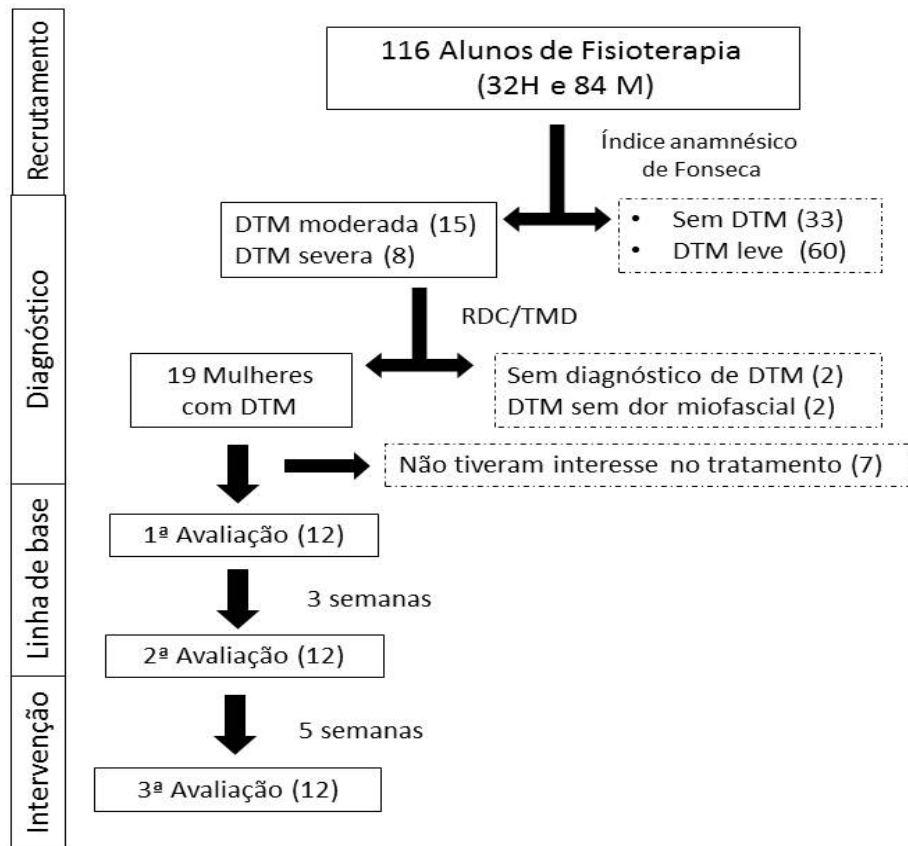 Recrutamento
116 Alunos de Fisioterapia
(32H e 84 M)
Índice anamnésico
de Fonseca
Diagnóstico
DTM moderada (15)
DTM severa (8)
• Sem DTM (33)
• DTM leve (60)
RDC/TMD
19 Mulheres
com DTM
Sem diagnóstico de DTM (2)
DTM sem dor miofascial (2)
Não tiveram interesse no tratamento (7)
Linha de base
1ª Avaliação (12)
3 semanas
2ª Avaliação (12)
Intervenção
5 semanas
3ª Avaliação (12)